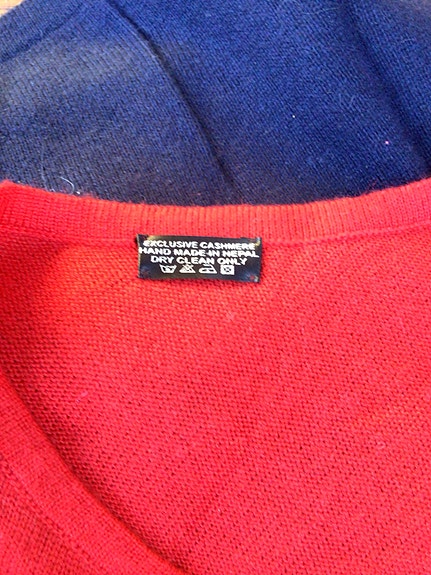 EXCLUSIVE CASHMERE
HAND MADE IN NEPAL
DRY CLEAN ONLY